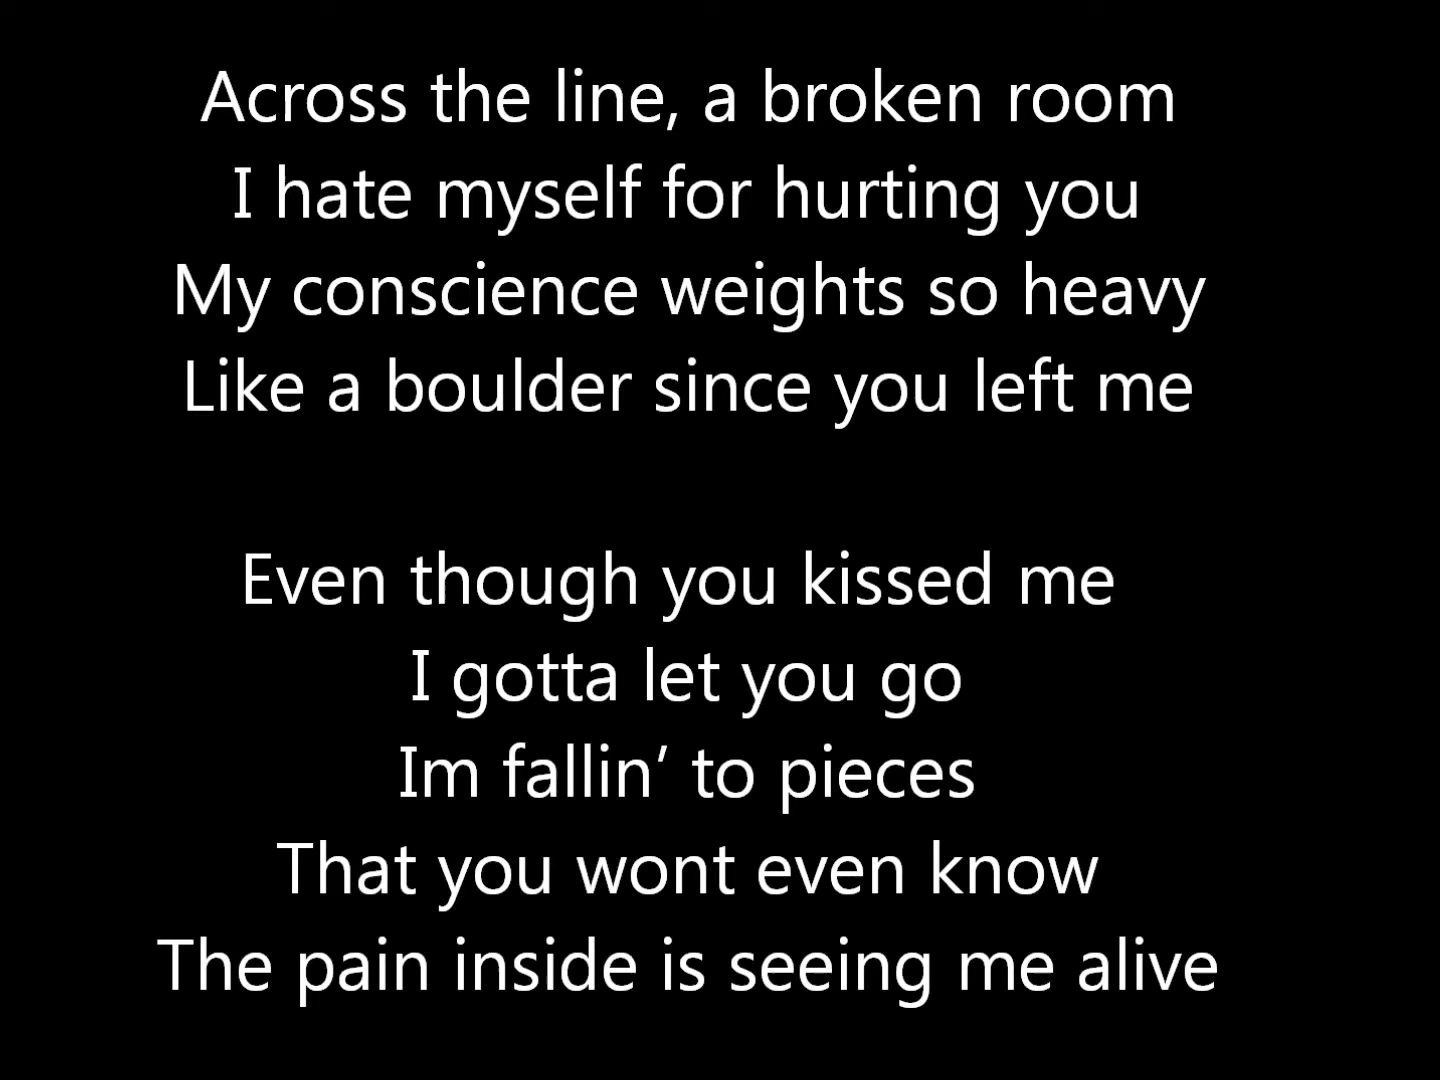 Across the line, a broken room
I hate myself for hurting you
My conscience weights so heavy
Like a boulder since you left me
Even though you kissed me
I gotta let you go
Im fallin’ to pieces
That you wont even know
The pain inside is seeing me alive